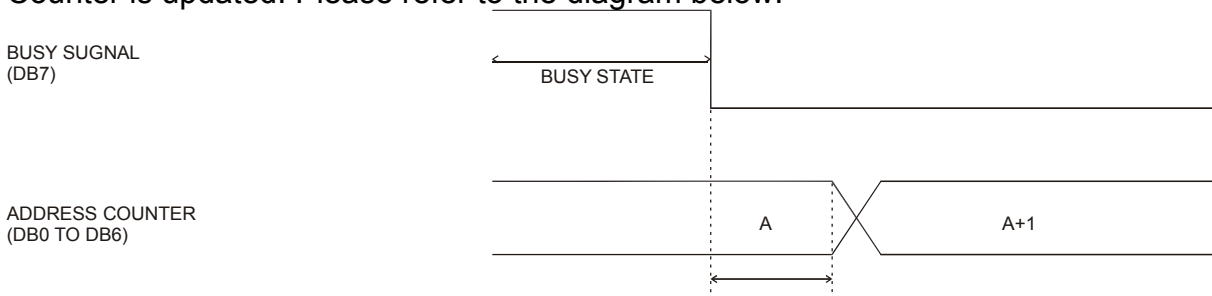 Counter is updated. Please refer to the diagram below.
BUSY SUGNAL
(DB7)
BUSY STATE
ADDRESS COUNTER
(DB0 TO DB6)
A
A+1